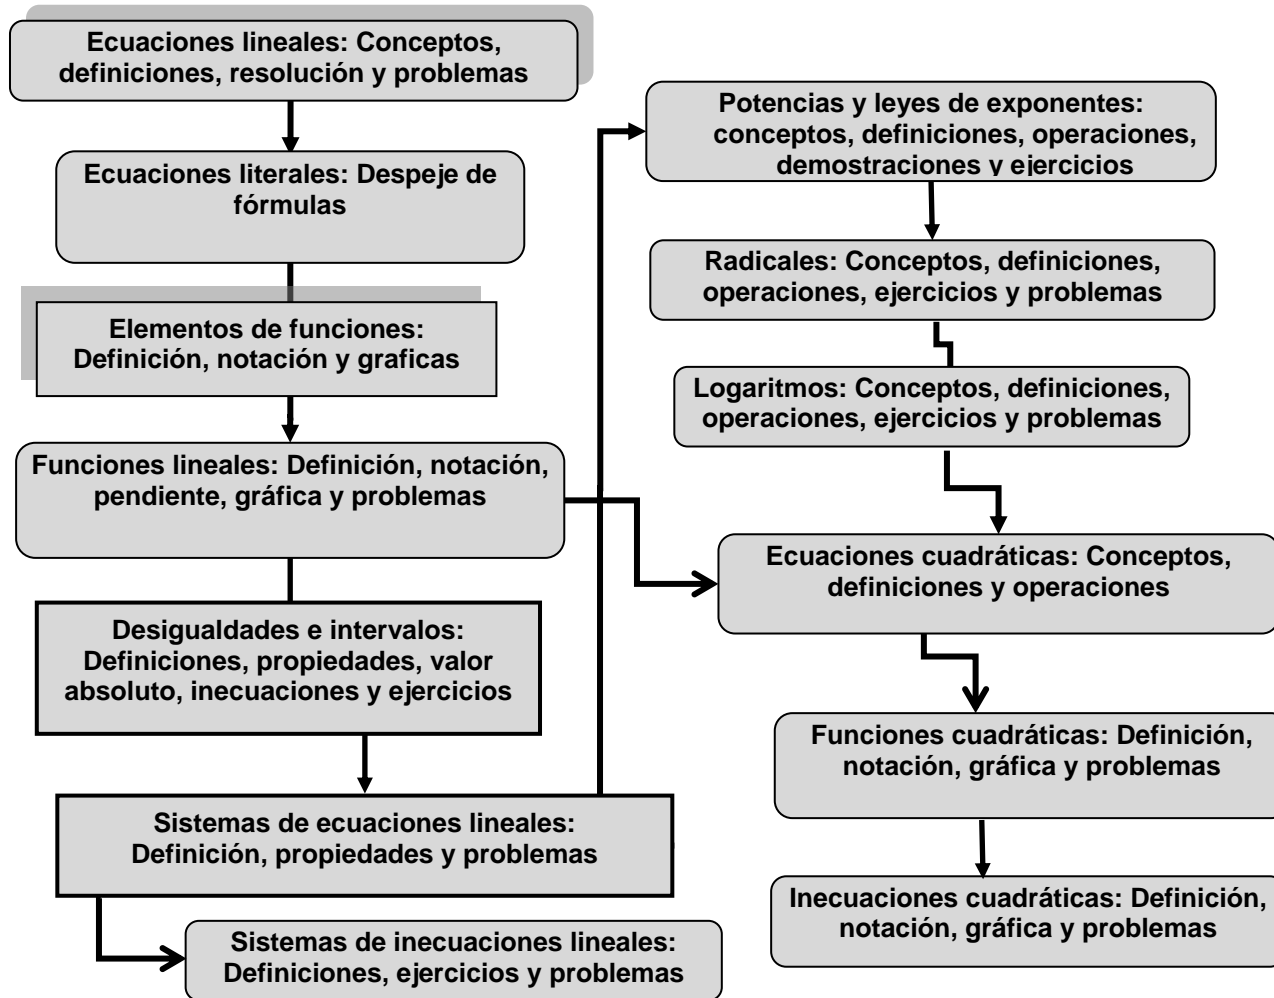 Ecuaciones lineales: Conceptos,
definiciones, resolución y problemas
Ecuaciones literales: Despeje de
fórmulas
Elementos de funciones:
Definición, notación y graficas
Funciones lineales: Definición, notación,
pendiente, gráfica y problemas
Desigualdades e intervalos:
Definiciones, propiedades, valor
absoluto, inecuaciones y ejercicios
Sistemas de ecuaciones lineales:
Definición, propiedades y problemas
Sistemas de inecuaciones lineales:
Definiciones, ejercicios y problemas
Potencias y leyes de exponentes:
conceptos, definiciones, operaciones,
demostraciones y ejercicios
Radicales: Conceptos, definiciones,
operaciones, ejercicios y problemas
Logaritmos: Conceptos, definiciones,
operaciones, ejercicios y problemas
Ecuaciones cuadráticas: Conceptos,
definiciones y operaciones
Funciones cuadráticas: Definición,
notación, gráfica y problemas
Inecuaciones cuadráticas: Definición,
notación, gráfica y problemas